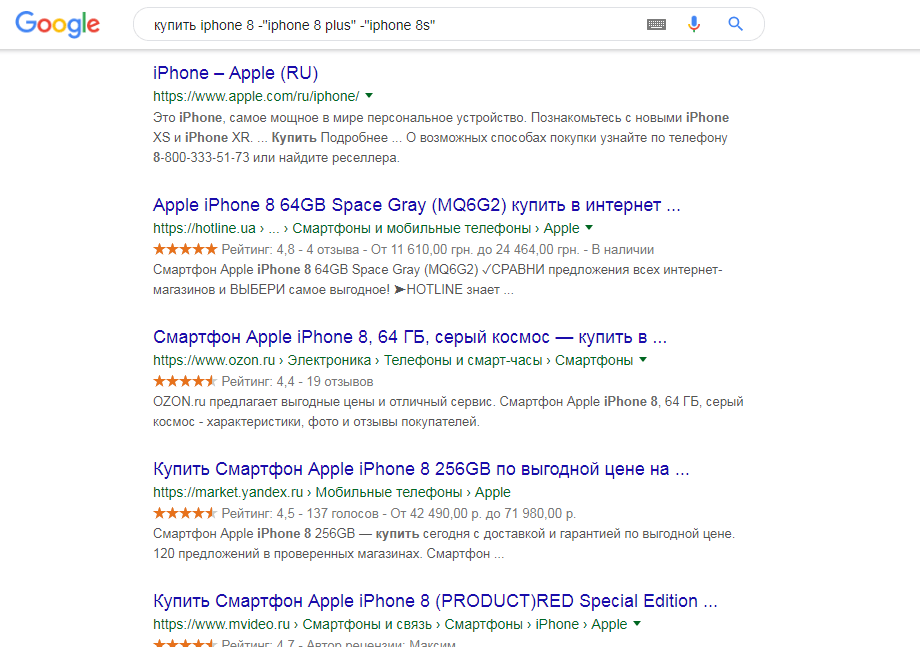 Google
купить iphone 8 -"iphone 8 plus" -"iphone 8s"
iPhone – Apple (RU)
https://www.apple.com/ru/iphone/
Это iPhone, самое мощное в мире персональное устройство. Познакомьтесь с новыми iPhone
XS и iPhone XR. ... Купить Подробнее ... О возможных способах покупки узнайте по телефону
8-800-333-51-73 или найдите реселлера.
Apple iPhone 8 64GB Space Gray (MQ6G2) купить в интернет ...
https://hotline.ua › ... › Смартфоны и мобильные телефоны › Apple
Рейтинг: 4,8 - 4 отзыва - От 11 610,00 грн. до 24 464,00 грн. - В наличии
Смартфон Apple iPhone 8 64GB Space Gray (MQ6G2) ✓СРАВНИ предложения всех интернет-
магазинов и ВЫБЕРИ самое выгодное! ➤HOTLINE знает ...
Смартфон Apple iPhone 8, 64 ГБ, серый космос — купить в ...
https://www.ozon.ru › Электроника › Телефоны и смарт-часы › Смартфоны
Рейтинг: 4,4 - 19 отзывов
OZON.ru предлагает выгодные цены и отличный сервис. Смартфон Apple iPhone 8, 64 ГБ, серый
космос - характеристики, фото и отзывы покупателей.
Купить Смартфон Apple iPhone 8 256GB по выгодной цене на ...
https://market.yandex.ru › Мобильные телефоны › Apple
Рейтинг: 4,5 - 137 голосов - От 42 490,00 р. до 71 980,00 р.
Смартфон Apple iPhone 8 256GB — купить сегодня с доставкой и гарантией по выгодной цене.
120 предложений в проверенных магазинах. Смартфон ...
Купить Смартфон Apple iPhone 8 (PRODUCT)RED Special Edition ...
https://www.mvideo.ru › Смартфоны и связь › Смартфоны › iPhone › Apple
Рейтинг: 4,7 - Автор рецензии: Максим